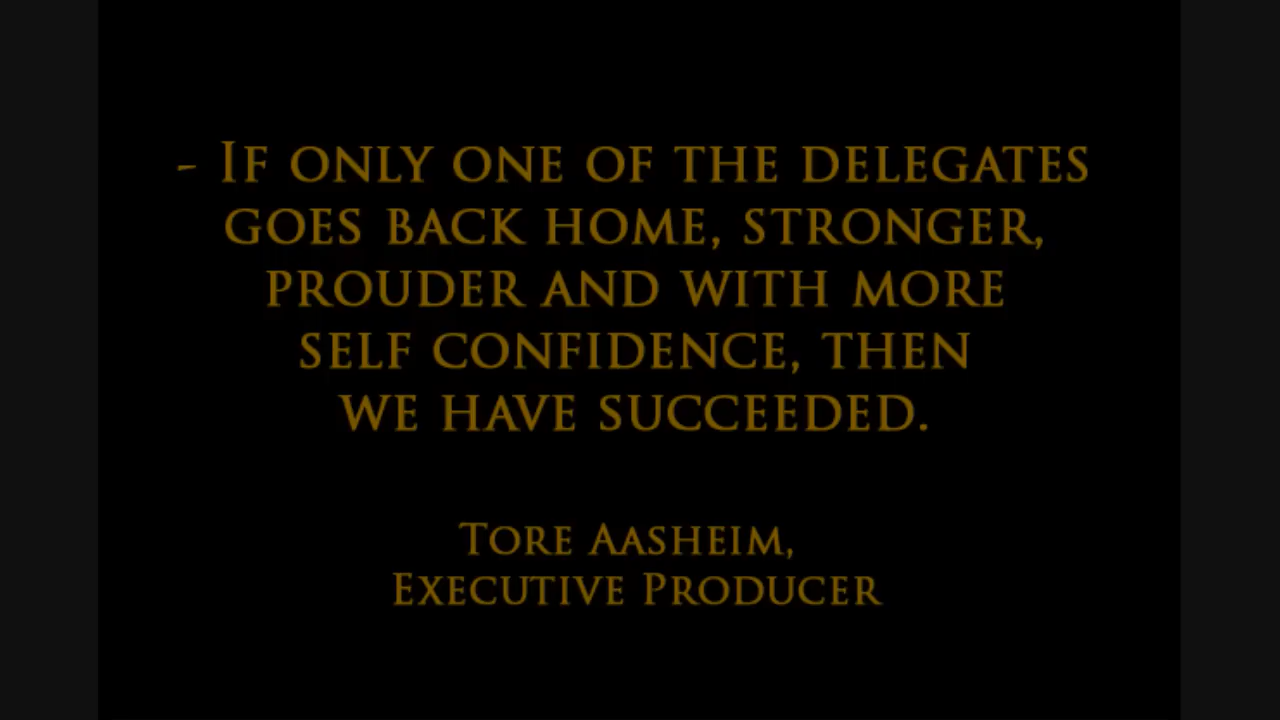 - If only one of the delegates
goes back home, stronger,
prouder and with more
self confidence, then
we have succeeded.
Tore Aasheim,
Executive Producer